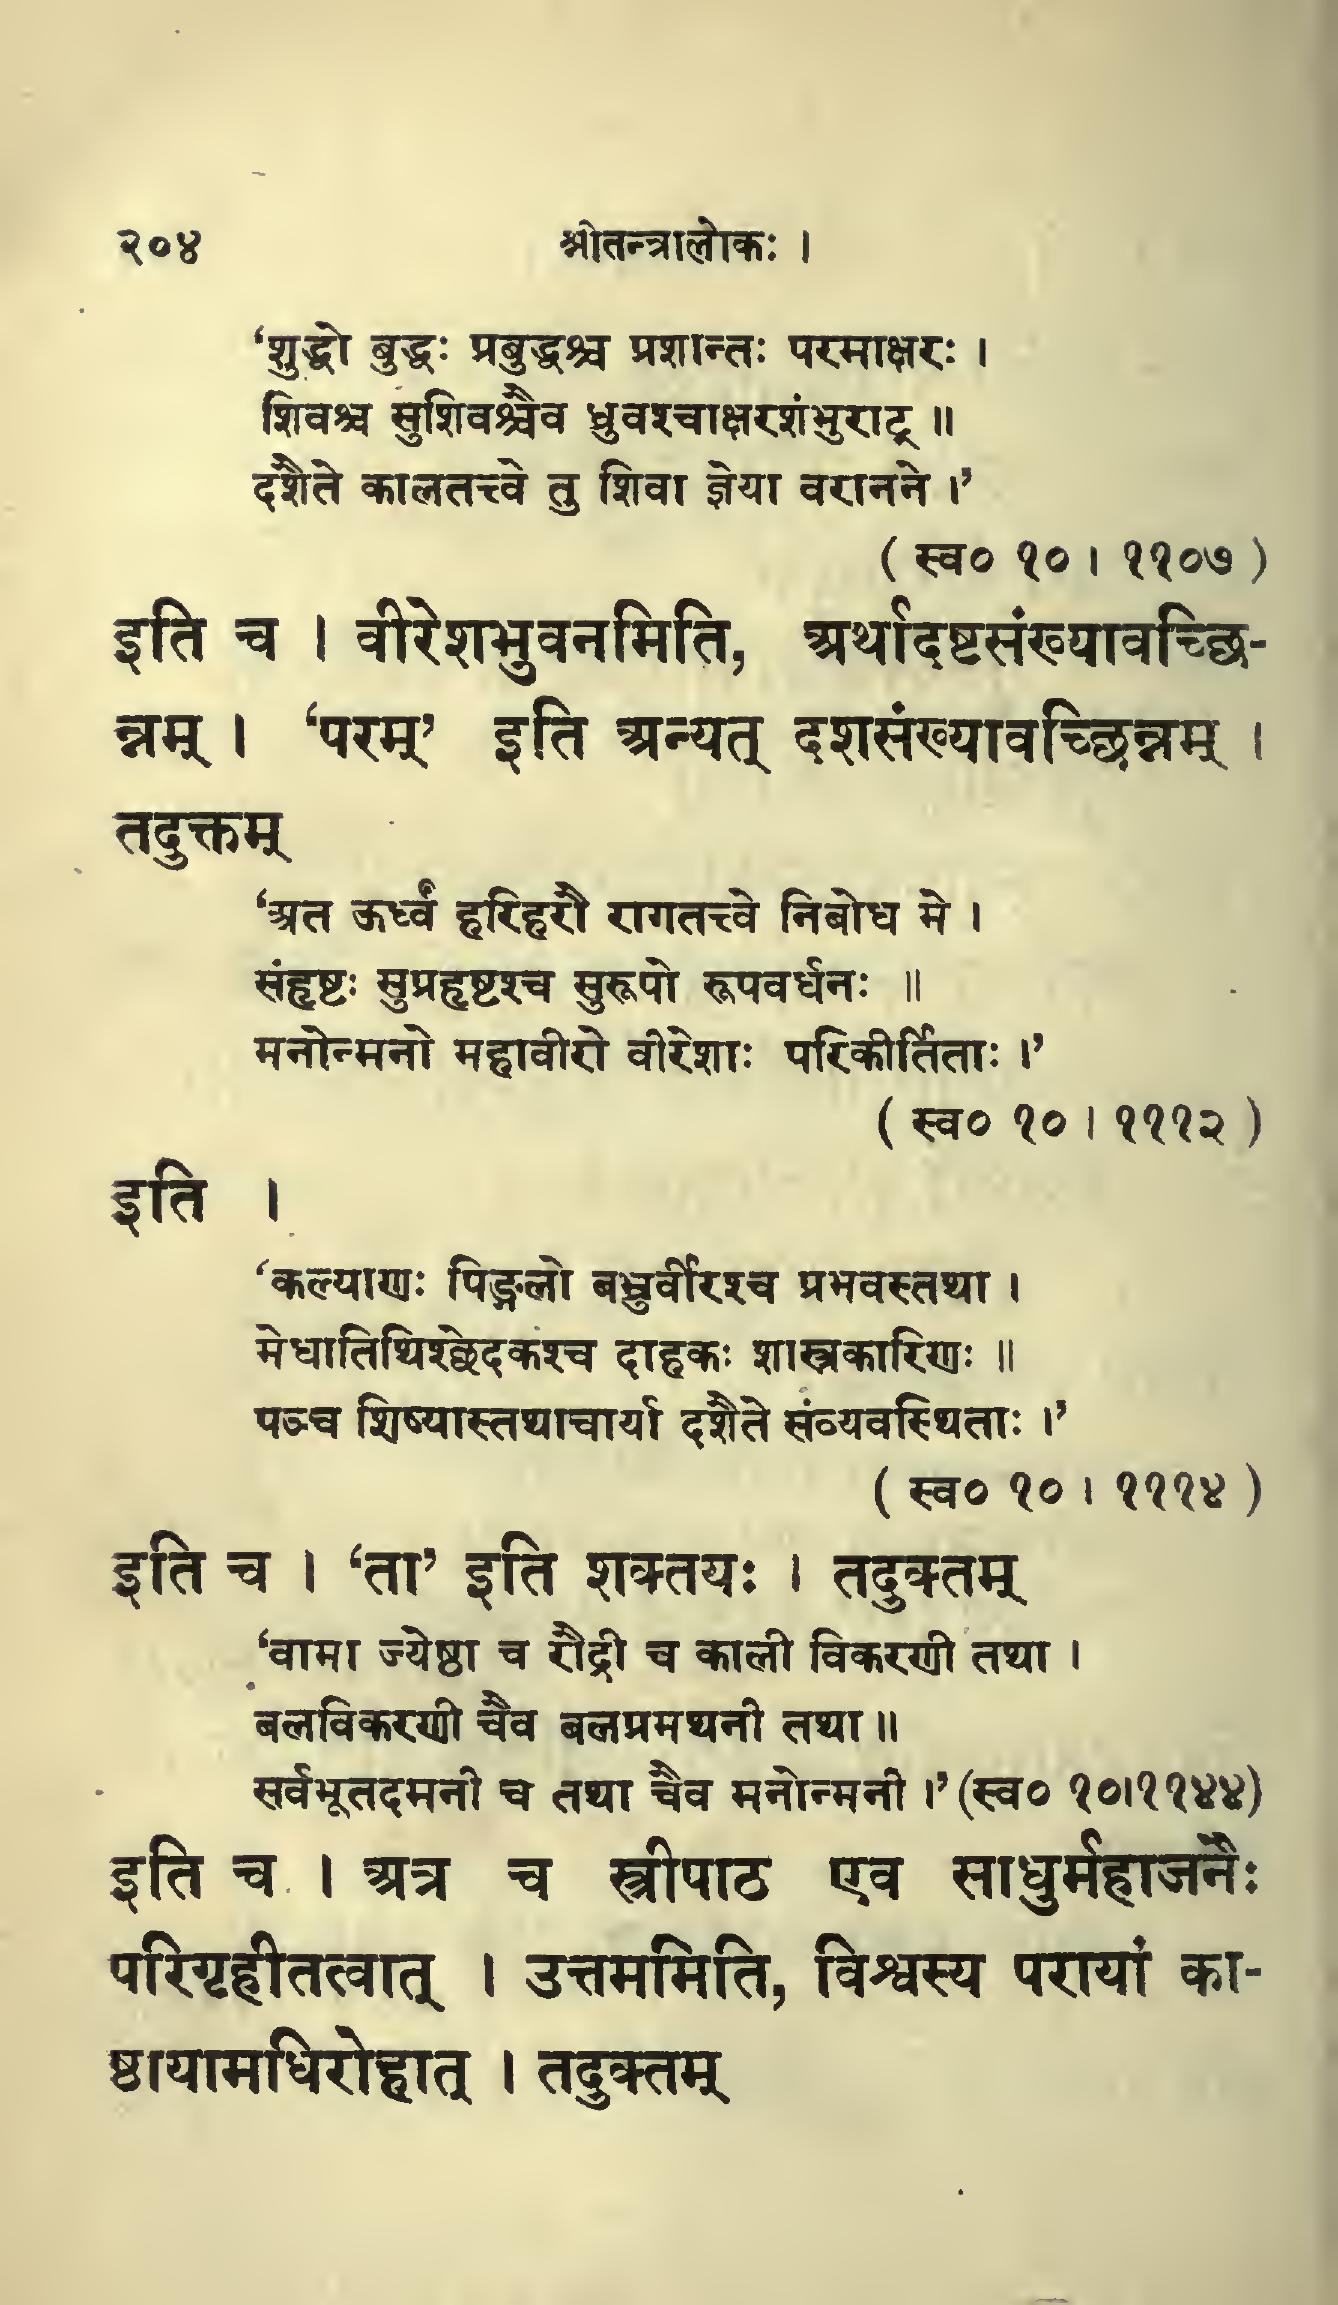 २०४ श्रीतन्त्रालोकः ।
‘शुद्धो बुद्धः प्रबुद्धश्च प्रशान्तः परमाक्षरः ।
शिवश्च सुशिवश्चैव ध्रुवश्चाक्षरशंभुराट् ॥
दशैते कालतत्त्वे तु शिवा ज्ञेया वरानने ।’
( स्व० १० । ११०७ )
इति च । वीरेशभुवनमिति, अर्थादष्टसंख्यावच्छि-
न्नम् । ‘परम्’ इति अन्यत् दशसंख्यावच्छिन्नम् ।
तदुक्तम्
‘अत ऊर्ध्वं हरिहरौ रागतत्त्वे निबोध मे ।
संहृष्टः सुप्रहृष्टश्च सुरूपो रूपवर्धनः ॥
मनोन्मनो महावीरो वीरेशाः परिकीर्तिताः ।’
( स्व० १० । १११२ )
इति ।
‘कल्याणः पिङ्गलो बभ्रुर्वीरश्च प्रभवस्तथा ।
मेधातिथिश्छेदकश्च दाहकः शास्त्रकारिणः ॥
पञ्च शिष्यास्तथाचार्या दशैते संव्यवस्थिताः ।’
( स्व० १० । १११४ )
इति च । ‘ता’ इति शक्तयः । तदुक्तम्
‘वामा ज्येष्ठा च रौद्री च काली विकरणी तथा ।
बलविकरणी चैव बलप्रमथनी तथा ॥
सर्वभूतदमनी च तथा चैव मनोन्मनी ।’ (स्व० १०।११४४)
इति च । अत्र च स्त्रीपाठ एव साधुर्महाजनैः
परिगृहीतत्वात् । उत्तममिति, विश्वस्य परायां का-
ष्ठायामधिरोहात् । तदुक्तम्